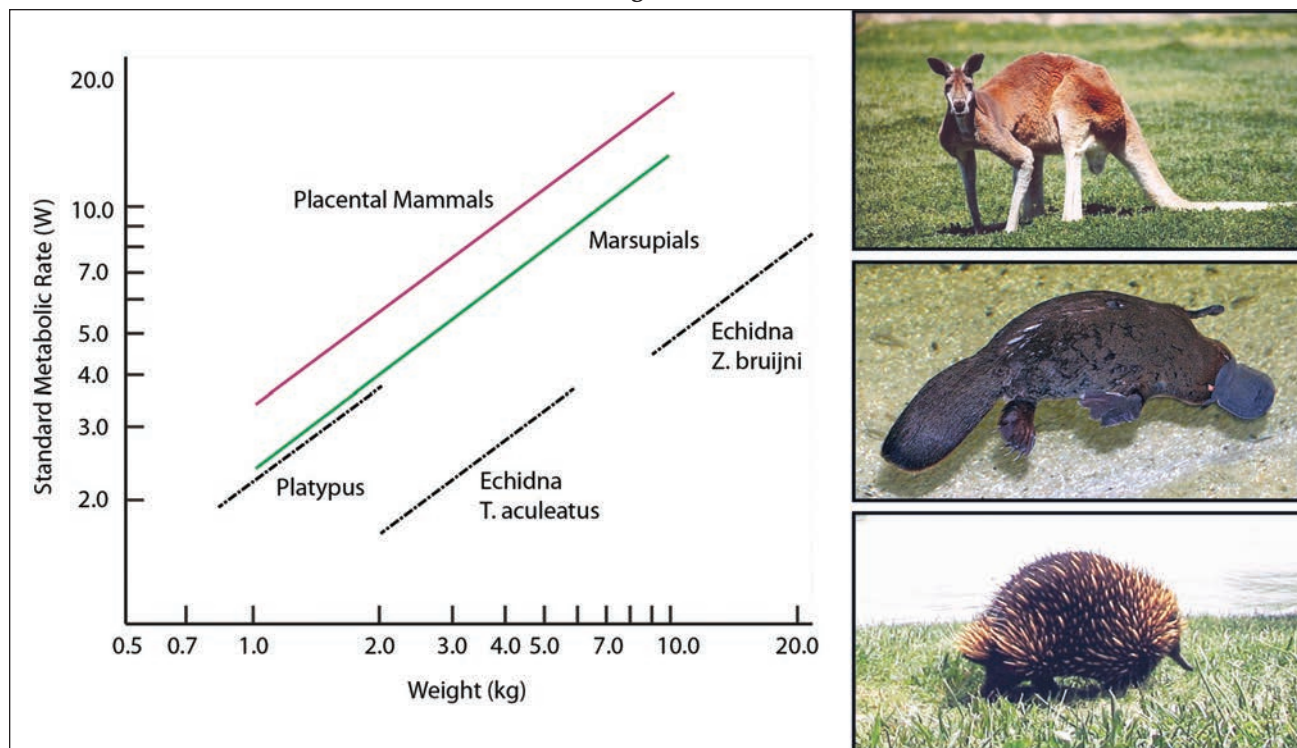 Standard Metabolic Rate (W)
20.0
10.0
7.0
5.0
4.0
3.0
2.0
Placental Mammals
Marsupials
Echidna
Z. bruijni
Platypus
Echidna
T. aculeatus
0.5 0.7 1.0 2.0 3.0 4.0 5.0 7.0 10.0 20.0
Weight (kg)